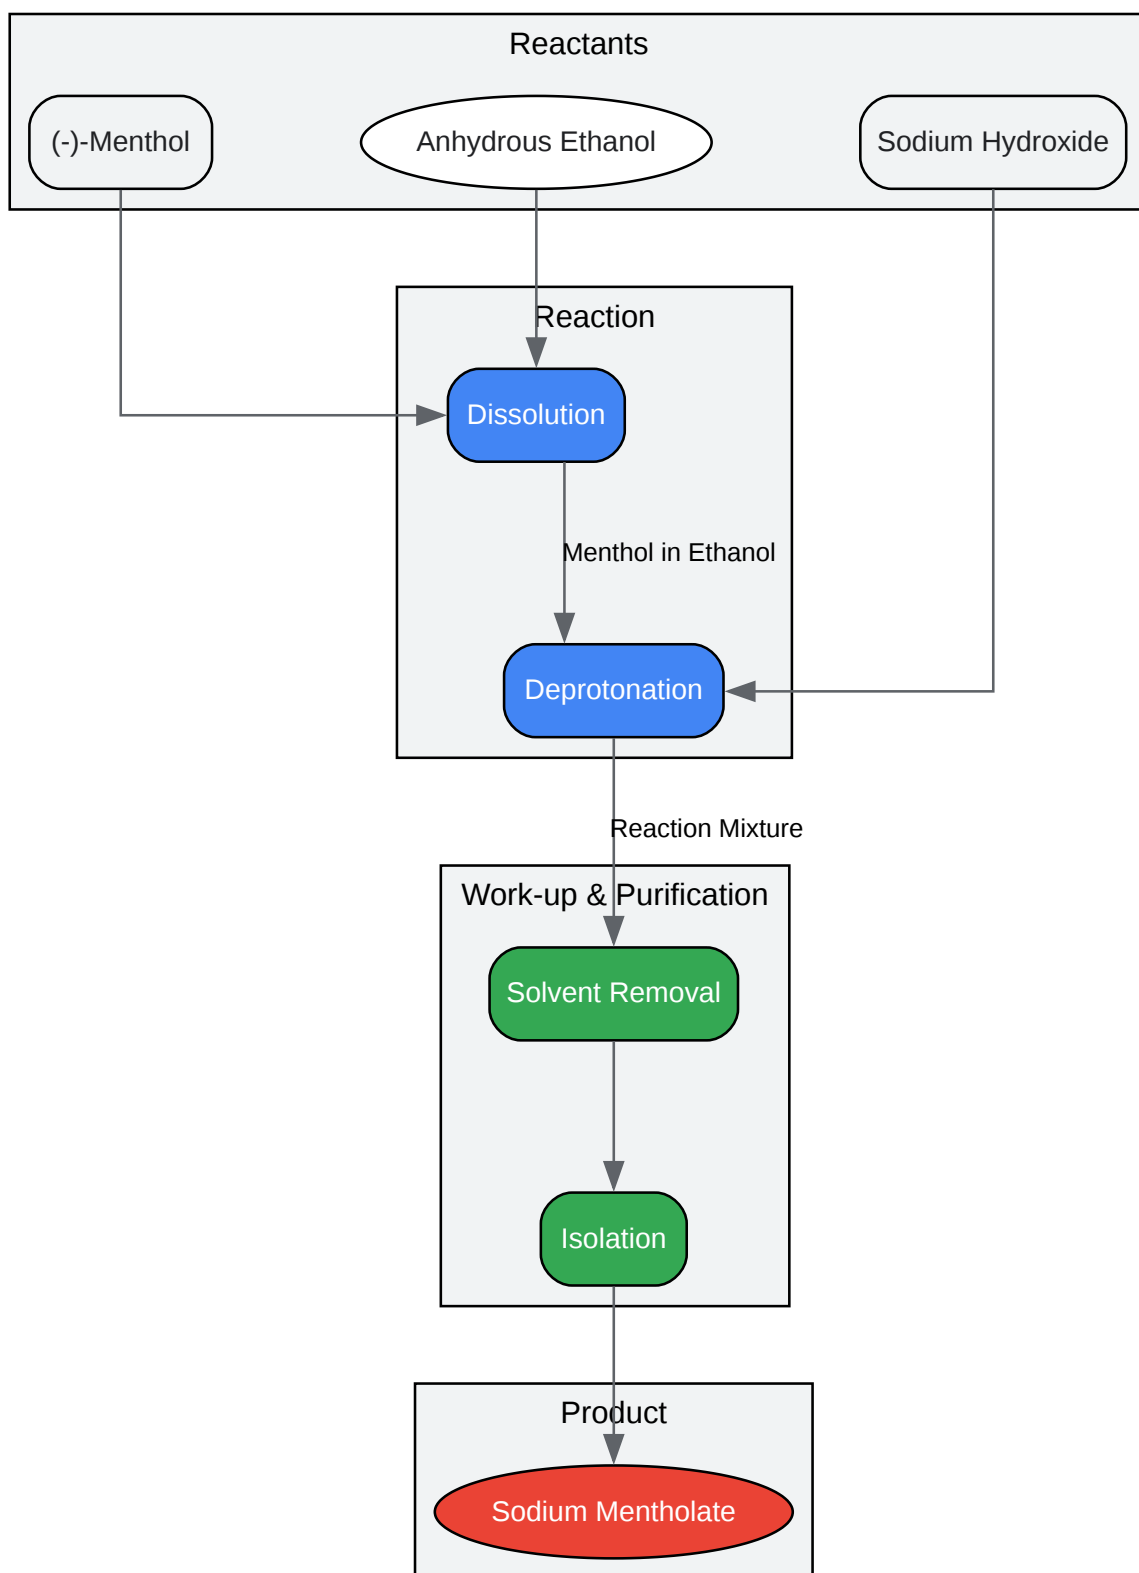 Reactants
(-)-Menthol
Anhydrous Ethanol
Sodium Hydroxide
Reaction
Dissolution
Menthol in Ethanol
Deprotonation
Reaction Mixture
Work-up & Purification
Solvent Removal
Isolation
Product
Sodium Mentholate